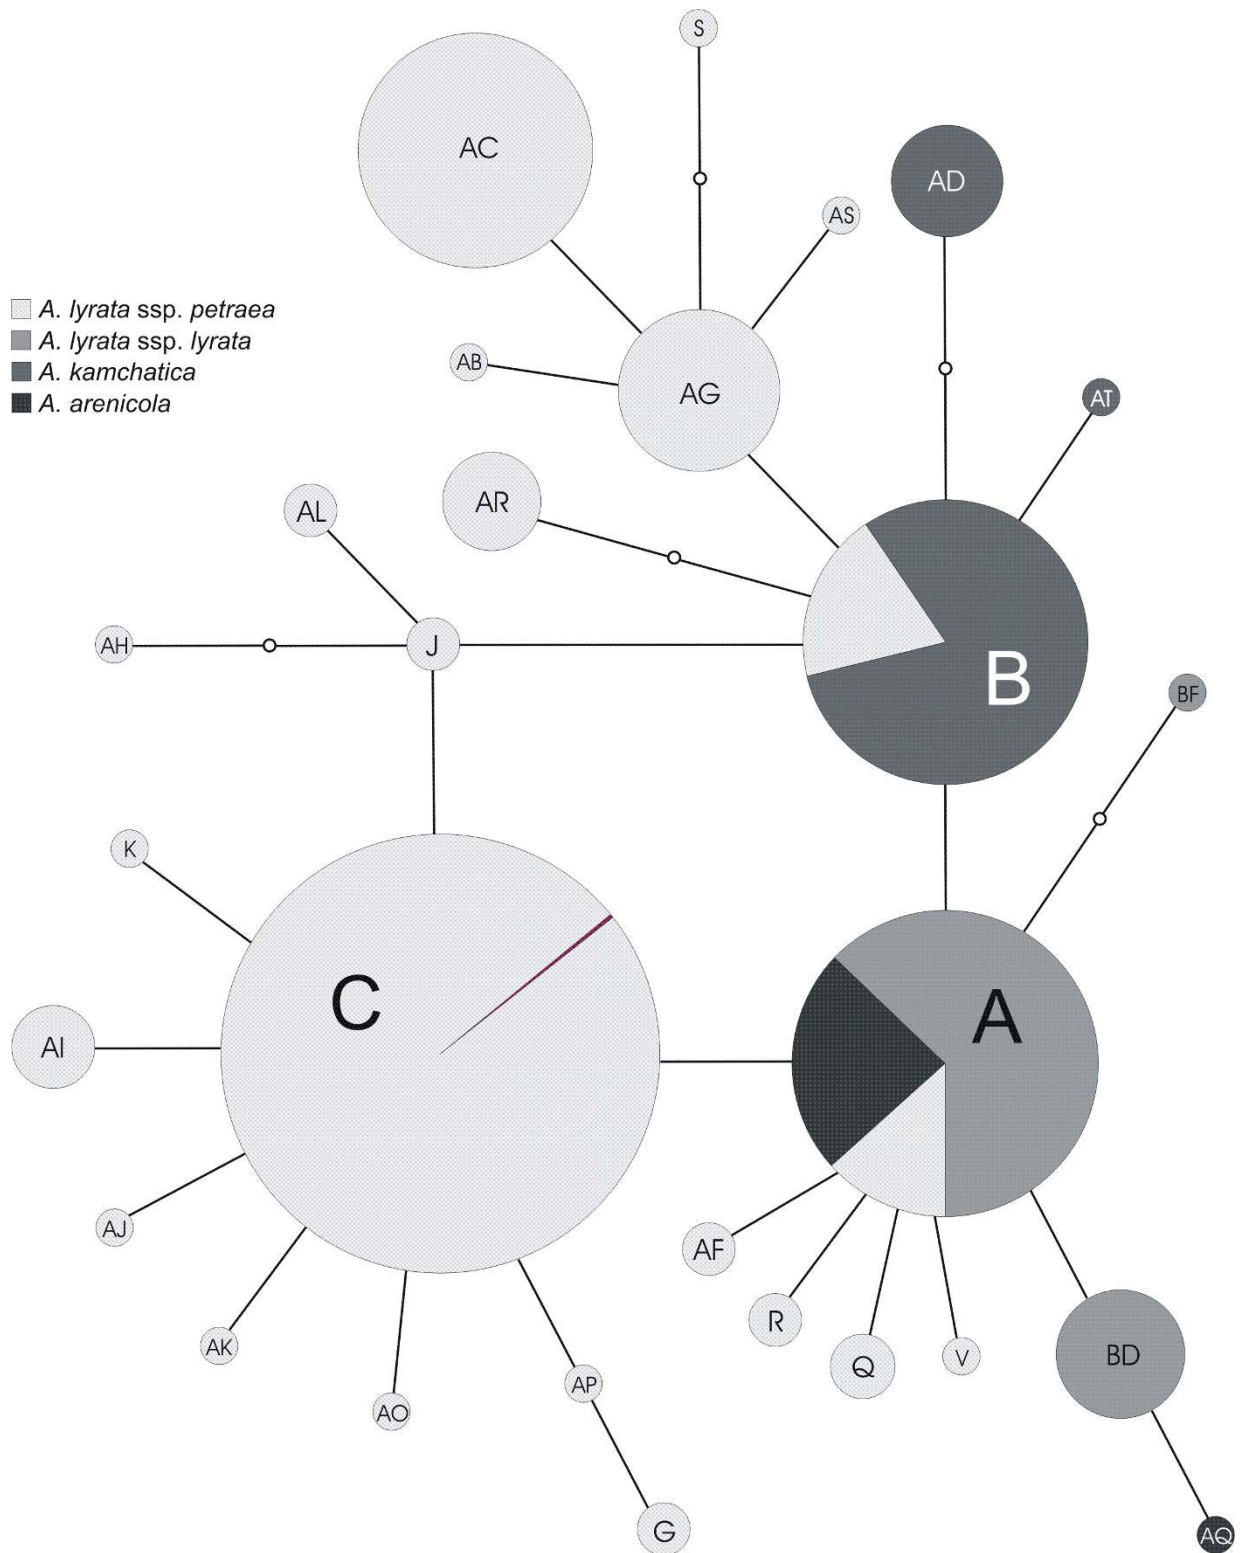 S
AC
AD
AS
A. lyrata ssp. petraea
A. lyrata ssp. lyrata
A. kamchatica
A. arenicola
AB
AG
AT
AR
AL
AH
J
B
BF
K
C
A
AI
AJ
AF
R
Q
V
BD
AK
AO
AP
G
AQ